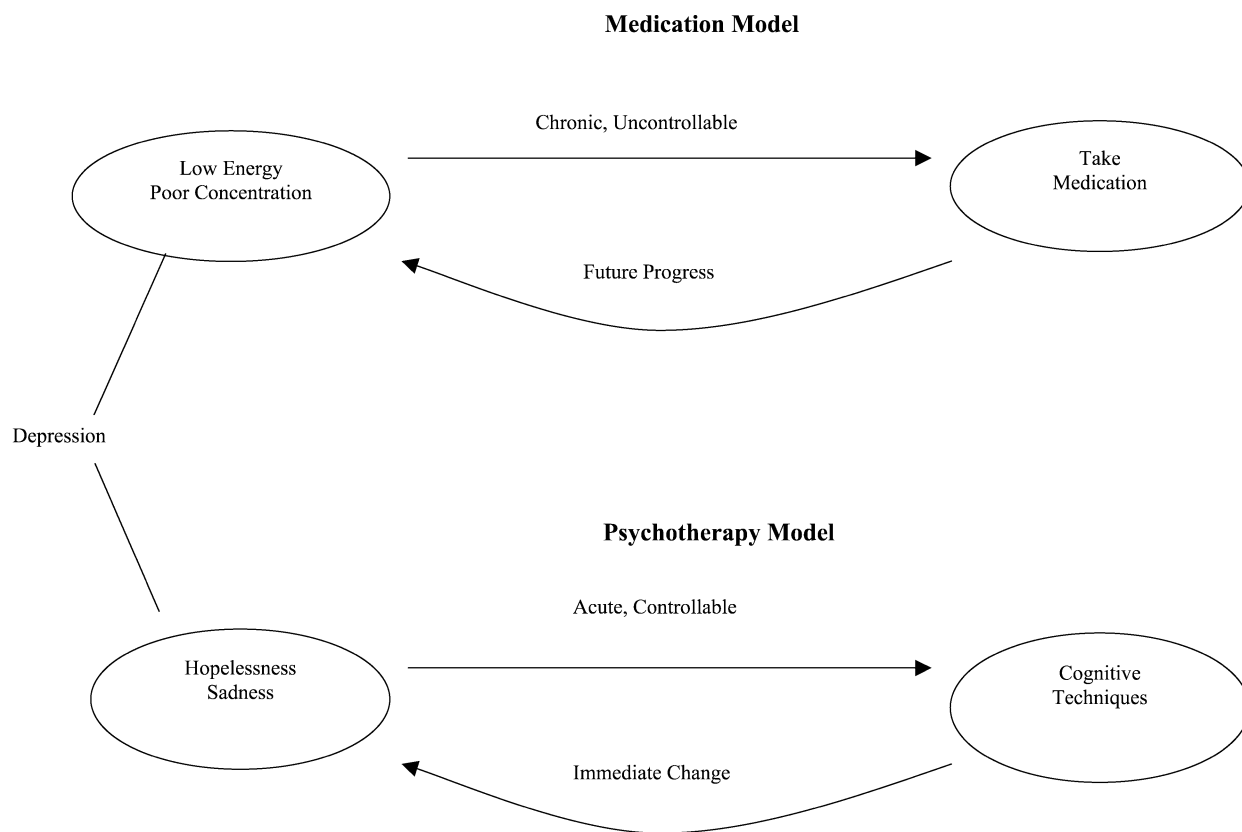 Medication Model
Chronic, Uncontrollable
Low Energy
Poor Concentration
Take
Medication
Future Progress
Depression
Psychotherapy Model
Acute, Controllable
Hopelessness
Sadness
Cognitive
Techniques
Immediate Change